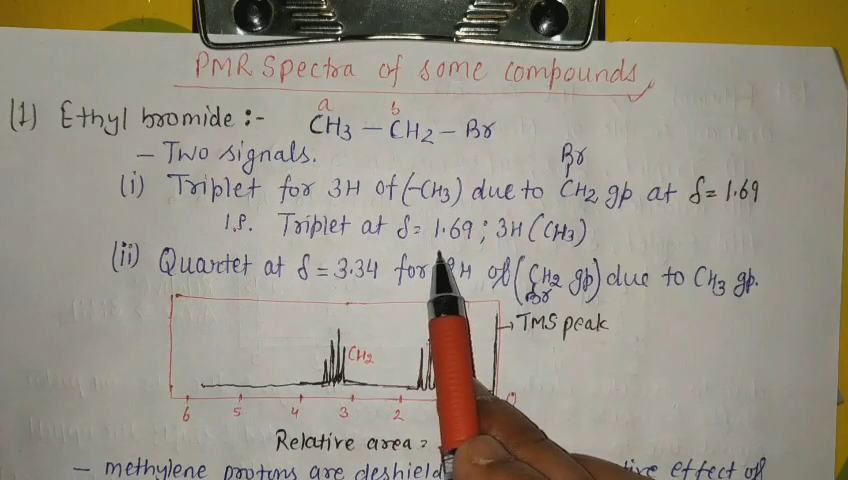 PMR Spectra of some compounds
(1) Ethyl bromide :-
a b
CH3 - CH2 - Br
- Two signals.
Br
(i) Triplet for 3H of (-CH3) due to CH2 gp at δ= 1.69
I.P. Triplet at δ= 1.69 ; 3H (CH3)
(ii) Quartet at δ = 3.34 for H of (CH2 gp) due to CH3 gp.
Br
TMS peak
CH2
6 5 4 3 2 0
Relative area =
- methylene protons are deshield effect of